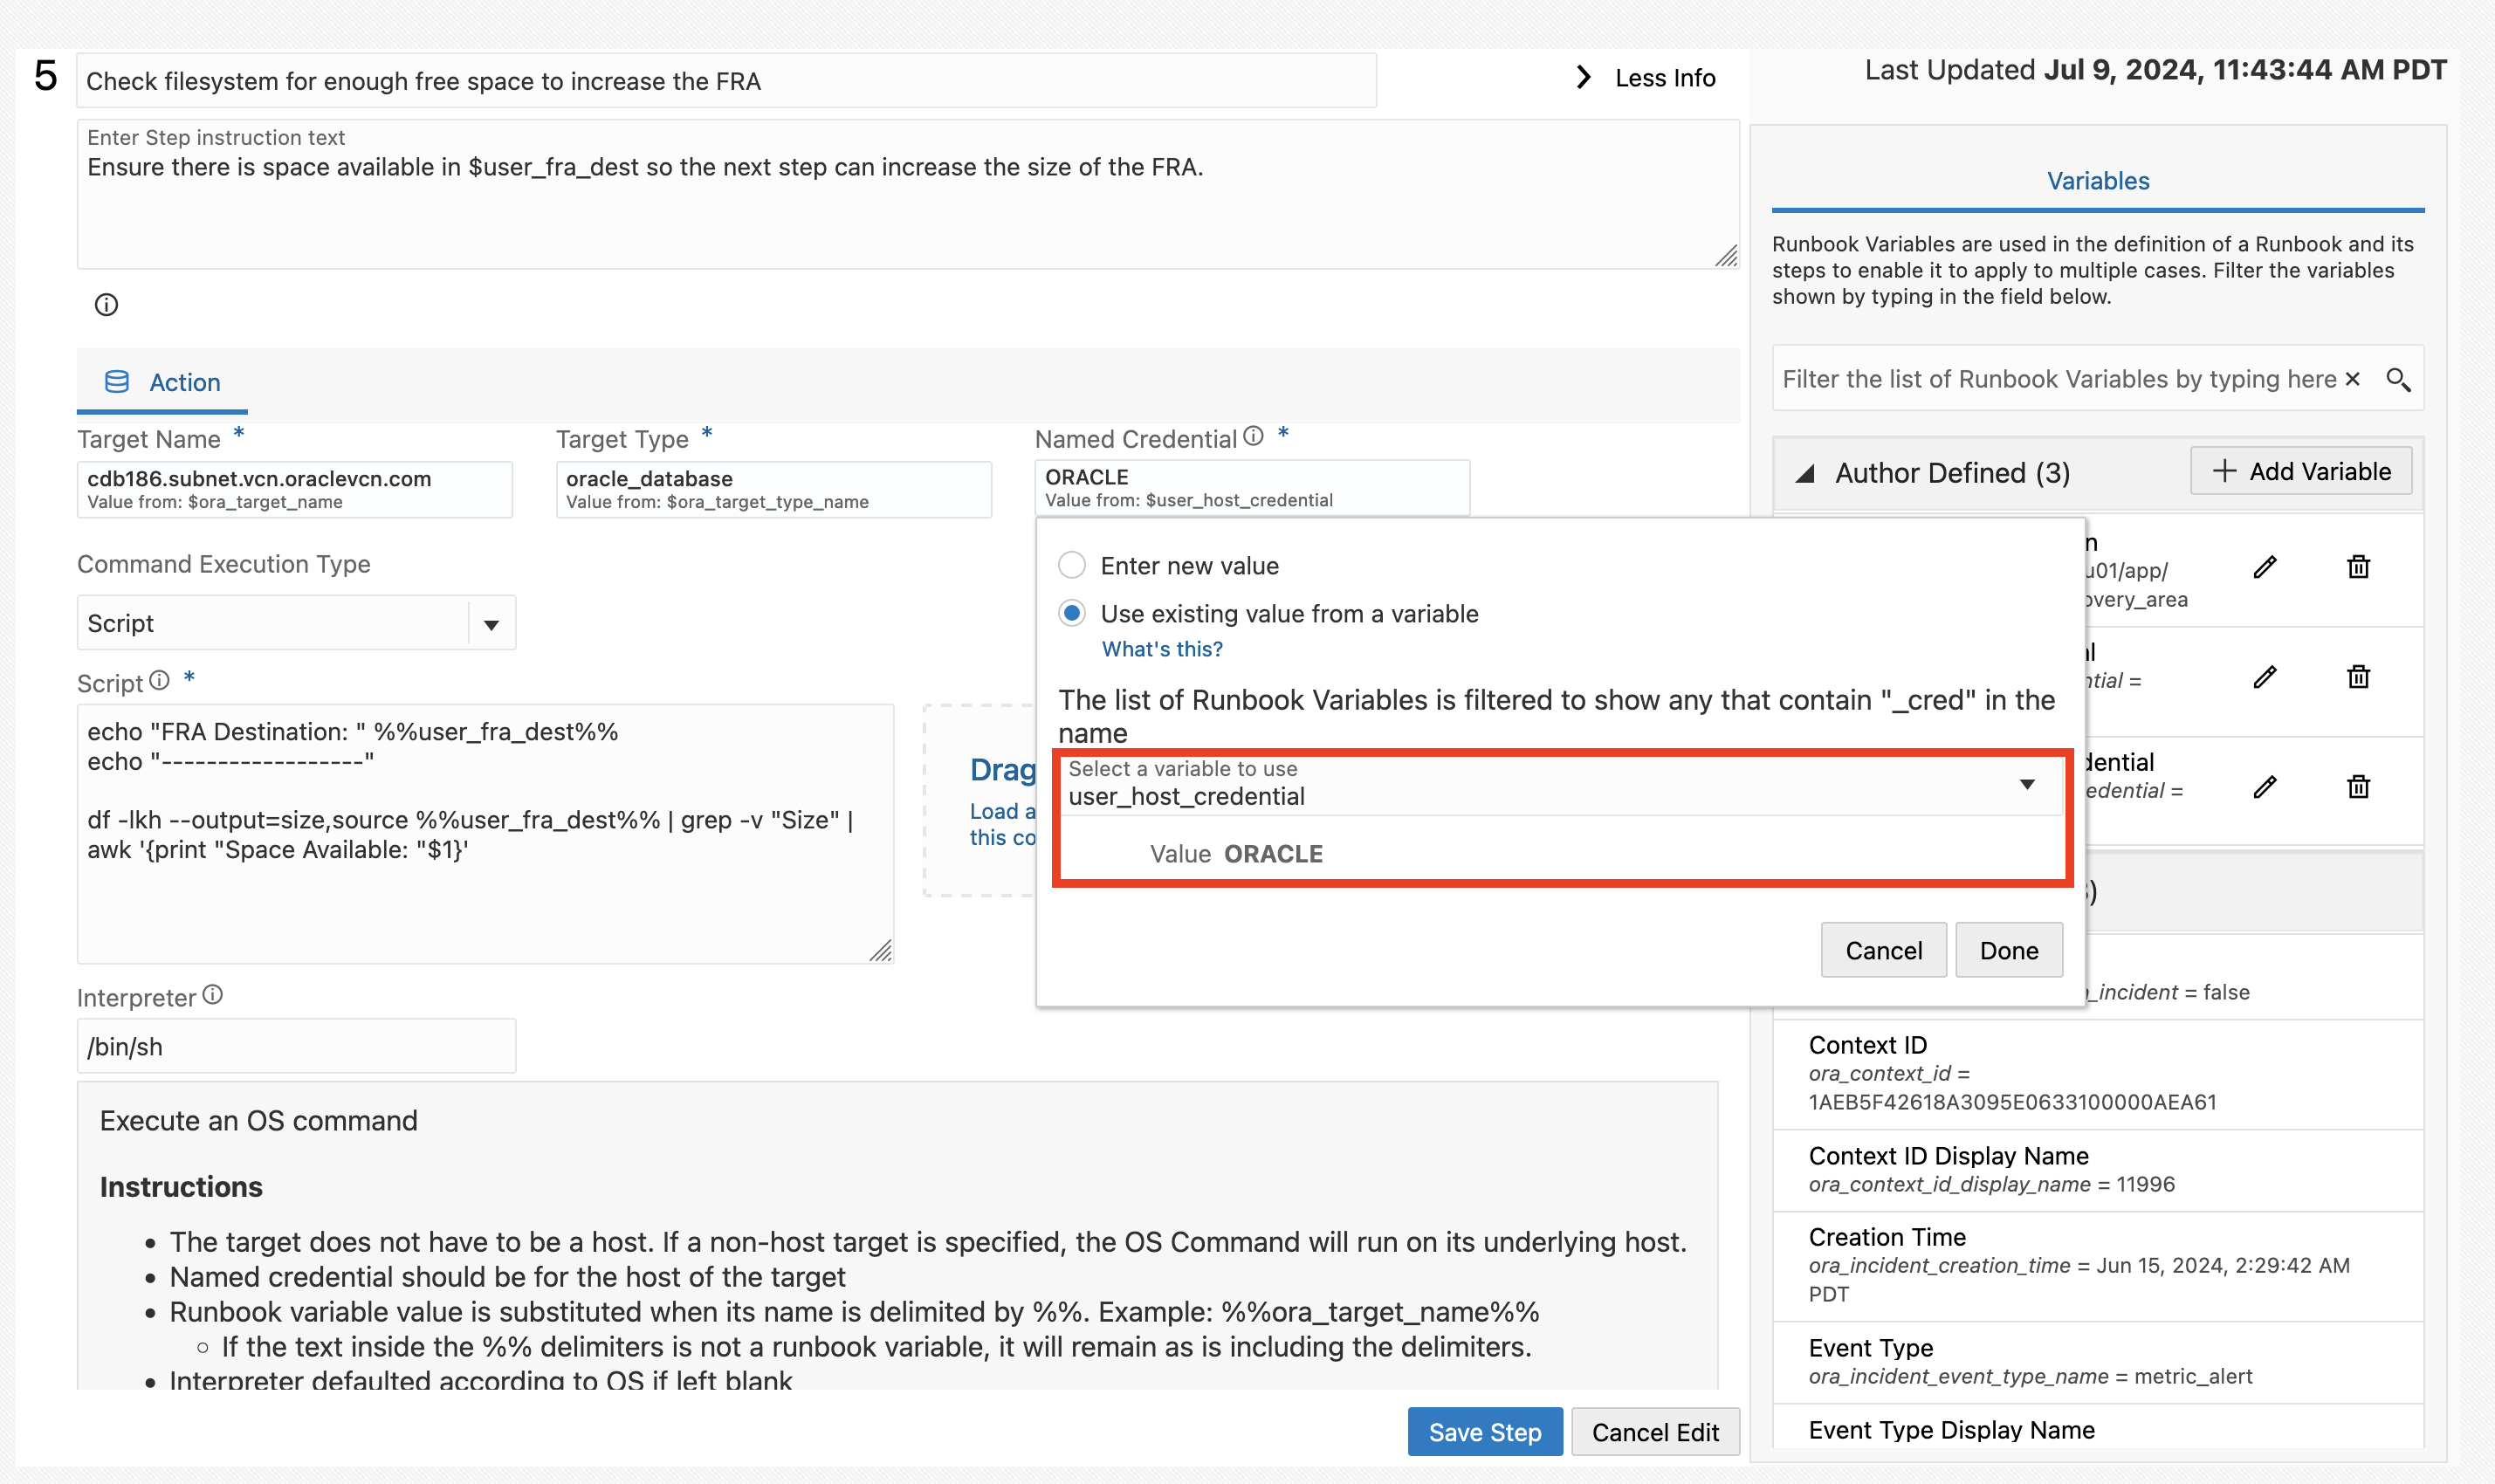 5
Check filesystem for enough free space to increase the FRA
Less Info
Enter Step instruction text
Ensure there is space available in $user_fra_dest so the next step can increase the size of the FRA.
Action
Target Name *
cdb186.subnet.vcn.oraclevcn.com
Value from: $ora_target_name
Target Type *
oracle_database
Value from: $ora_target_type_name
Named Credential *
ORACLE
Value from: $user_host_credential
Command Execution Type
Script
Script *
echo "FRA Destination: " %%user_fra_dest%%
echo "------------------"
df -lkh --output=size,source %%user_fra_dest%% | grep -v "Size" |
awk '{print "Space Available: "$1}'
Drag
Load a
this co
Interpreter
/bin/sh
Enter new value
Use existing value from a variable
What's this?
The list of Runbook Variables is filtered to show any that contain "_cred" in the
name
Select a variable to use
user_host_credential
Value ORACLE
Cancel
Done
Execute an OS command
Instructions
• The target does not have to be a host. If a non-host target is specified, the OS Command will run on its underlying host.
• Named credential should be for the host of the target
• Runbook variable value is substituted when its name is delimited by %%. Example: %%ora_target_name%%
◦ If the text inside the %% delimiters is not a runbook variable, it will remain as is including the delimiters.
• Interpreter defaulted according to OS if left blank
Save Step
Cancel Edit
Last Updated Jul 9, 2024, 11:43:44 AM PDT
Variables
Runbook Variables are used in the definition of a Runbook and its
steps to enable it to apply to multiple cases. Filter the variables
shown by typing in the field below.
Filter the list of Runbook Variables by typing here
Author Defined (3)
+ Add Variable
n
u01/app/
overy_area
al
ntial =
dential
edential =
)
_incident = false
Context ID
ora_context_id =
1AEB5F42618A3095E0633100000AEA61
Context ID Display Name
ora_context_id_display_name = 11996
Creation Time
ora_incident_creation_time = Jun 15, 2024, 2:29:42 AM
PDT
Event Type
ora_incident_event_type_name = metric_alert
Event Type Display Name